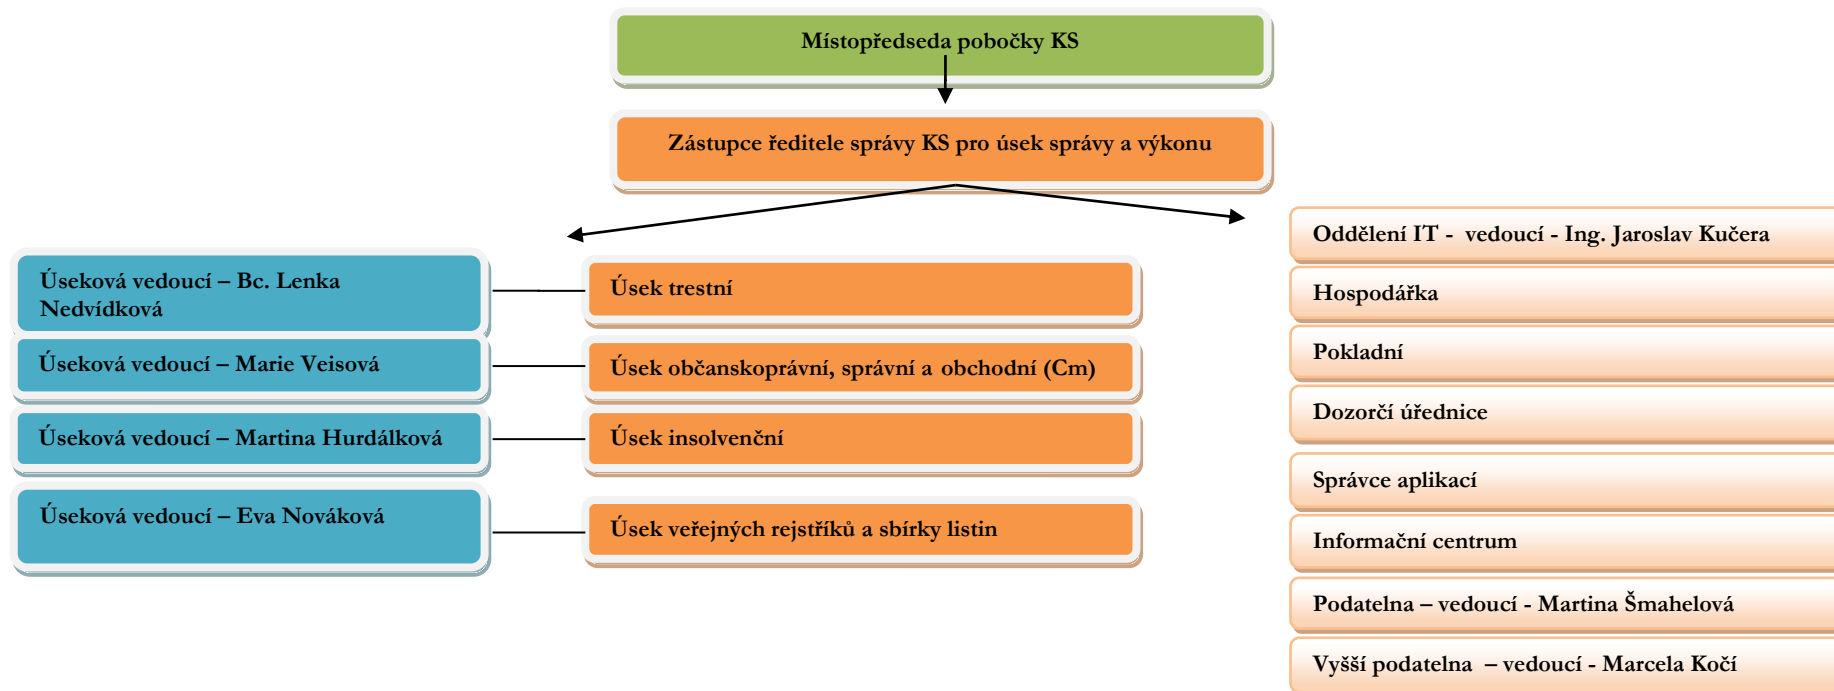 Místopředseda pobočky KS
Zástupce ředitele správy KS pro úsek správy a výkonu
Úseková vedoucí – Bc. Lenka
Nedvídková
Úsek trestní
Úseková vedoucí – Marie Veisová
Úsek občanskoprávní, správní a obchodní (Cm)
Úseková vedoucí – Martina Hurdálková
Úsek insolvenční
Úseková vedoucí – Eva Nováková
Úsek veřejných rejstříků a sbírky listin
Oddělení IT - vedoucí - Ing. Jaroslav Kučera
Hospodářka
Pokladní
Dozorčí úřednice
Správce aplikací
Informační centrum
Podatelna – vedoucí - Martina Šmahelová
Vyšší podatelna – vedoucí - Marcela Kočí